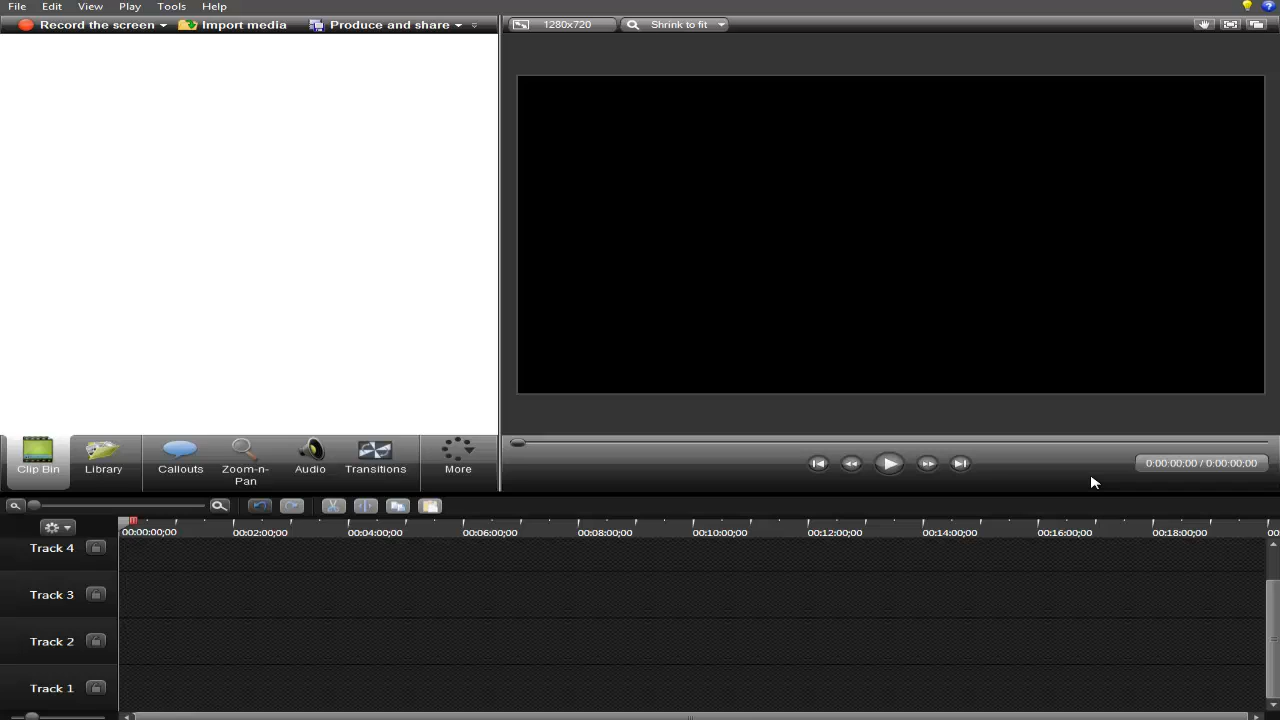 File Edit View Play Tools Help
Record the screen Import media Produce and share 1280x720 Shrink to fit
Clip Bin Library Callouts Zoom-n-Pan Audio Transitions More
0:00:00;00 / 0:00:00;00
00:00:00;00 00:02:00;00 00:04:00;00 00:06:00;00 00:08:00;00 00:10:00;00 00:12:00;00 00:14:00;00 00:16:00;00 00:18:00;00 00
Track 4
Track 3
Track 2
Track 1